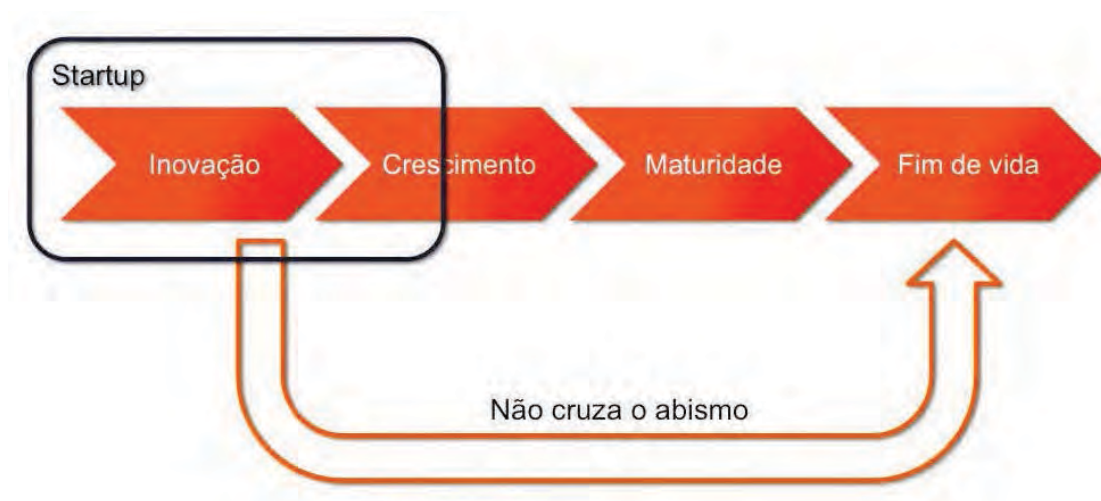 Startup
Inovação
Crescimento
Maturidade
Fim de vida
Não cruza o abismo